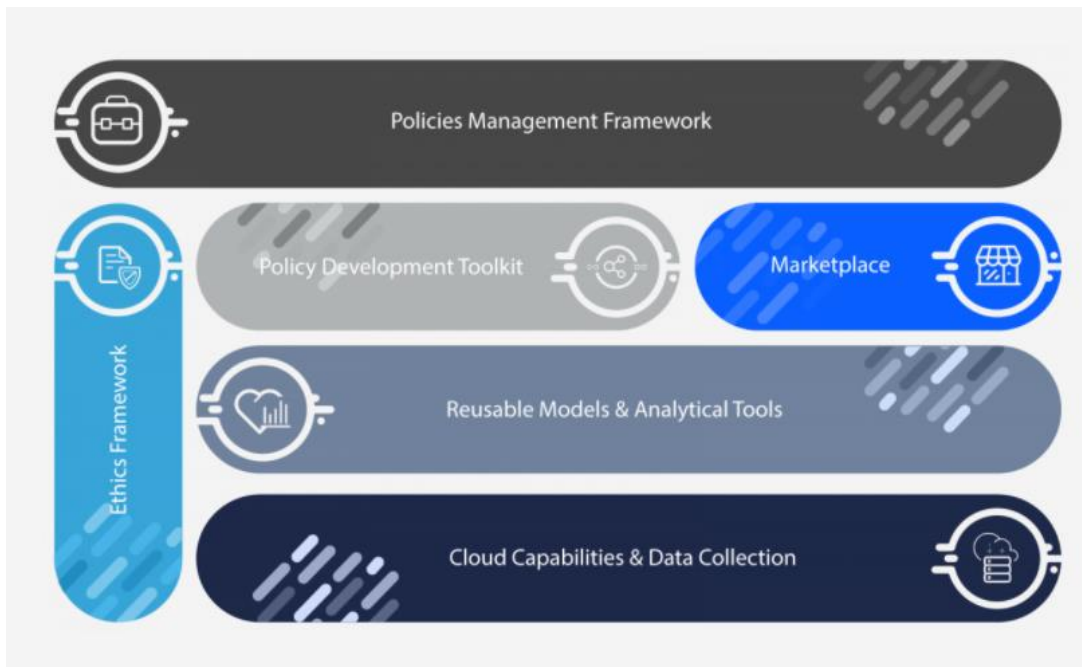 Policies Management Framework
Policy Development Toolkit
Marketplace
Ethics Framework
Reusable Models & Analytical Tools
Cloud Capabilities & Data Collection